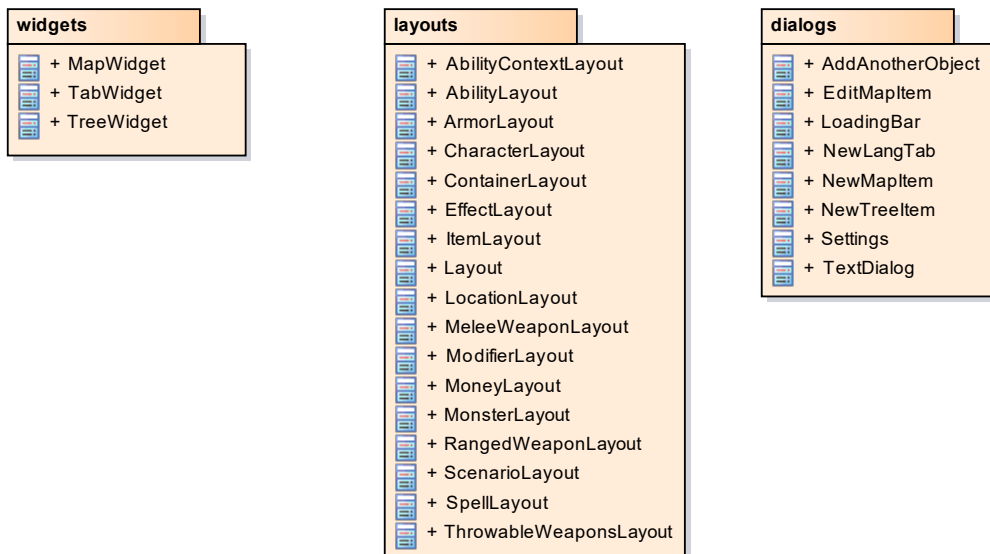 widgets
+ MapWidget
+ TabWidget
+ TreeWidget
layouts
+ AbilityContextLayout
+ AbilityLayout
+ ArmorLayout
+ CharacterLayout
+ ContainerLayout
+ EffectLayout
+ ItemLayout
+ Layout
+ LocationLayout
+ MeleeWeaponLayout
+ ModifierLayout
+ MoneyLayout
+ MonsterLayout
+ RangedWeaponLayout
+ ScenarioLayout
+ SpellLayout
+ ThrowableWeaponsLayout
dialogs
+ AddAnotherObject
+ EditMapItem
+ LoadingBar
+ NewLangTab
+ NewMapItem
+ NewTreeItem
+ Settings
+ TextDialog